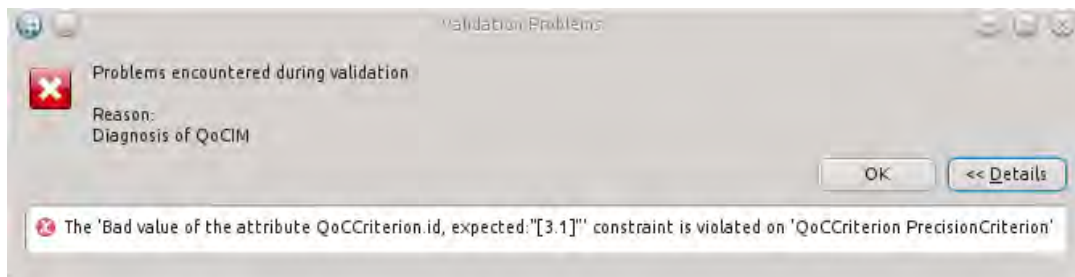 Validation Problems
Problems encountered during validation
Reason:
Diagnosis of QoCIM
OK
<< Details
The 'Bad value of the attribute QoCCriterion.id, expected:"[3.1]"' constraint is violated on 'QoCCriterion PrecisionCriterion'